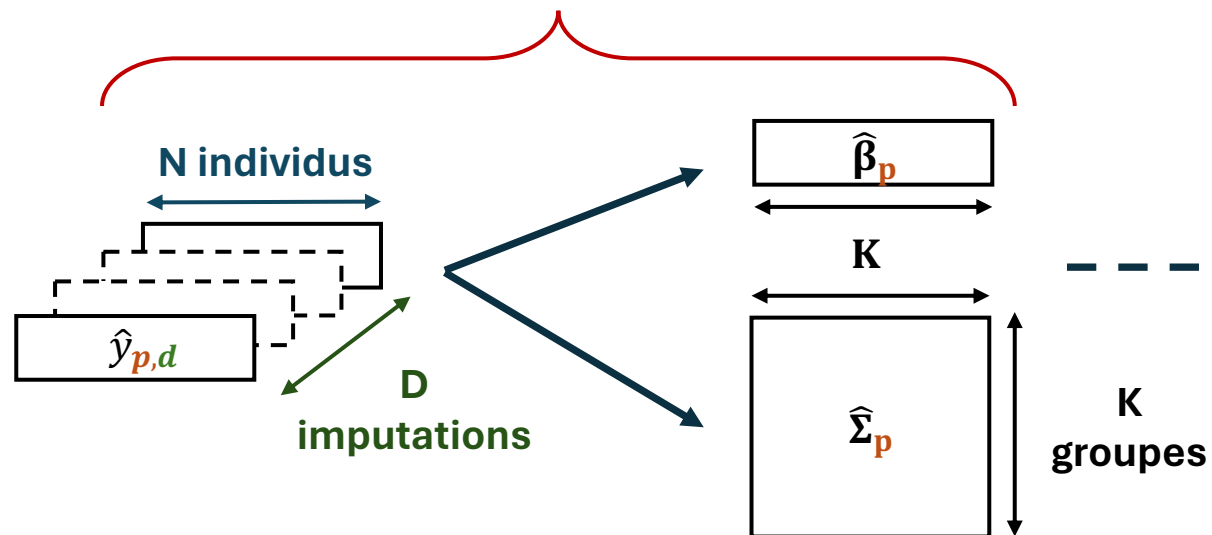 N individus
ŷp,d
D
imputations
β̂p
K
Σ̂p
K
groupes